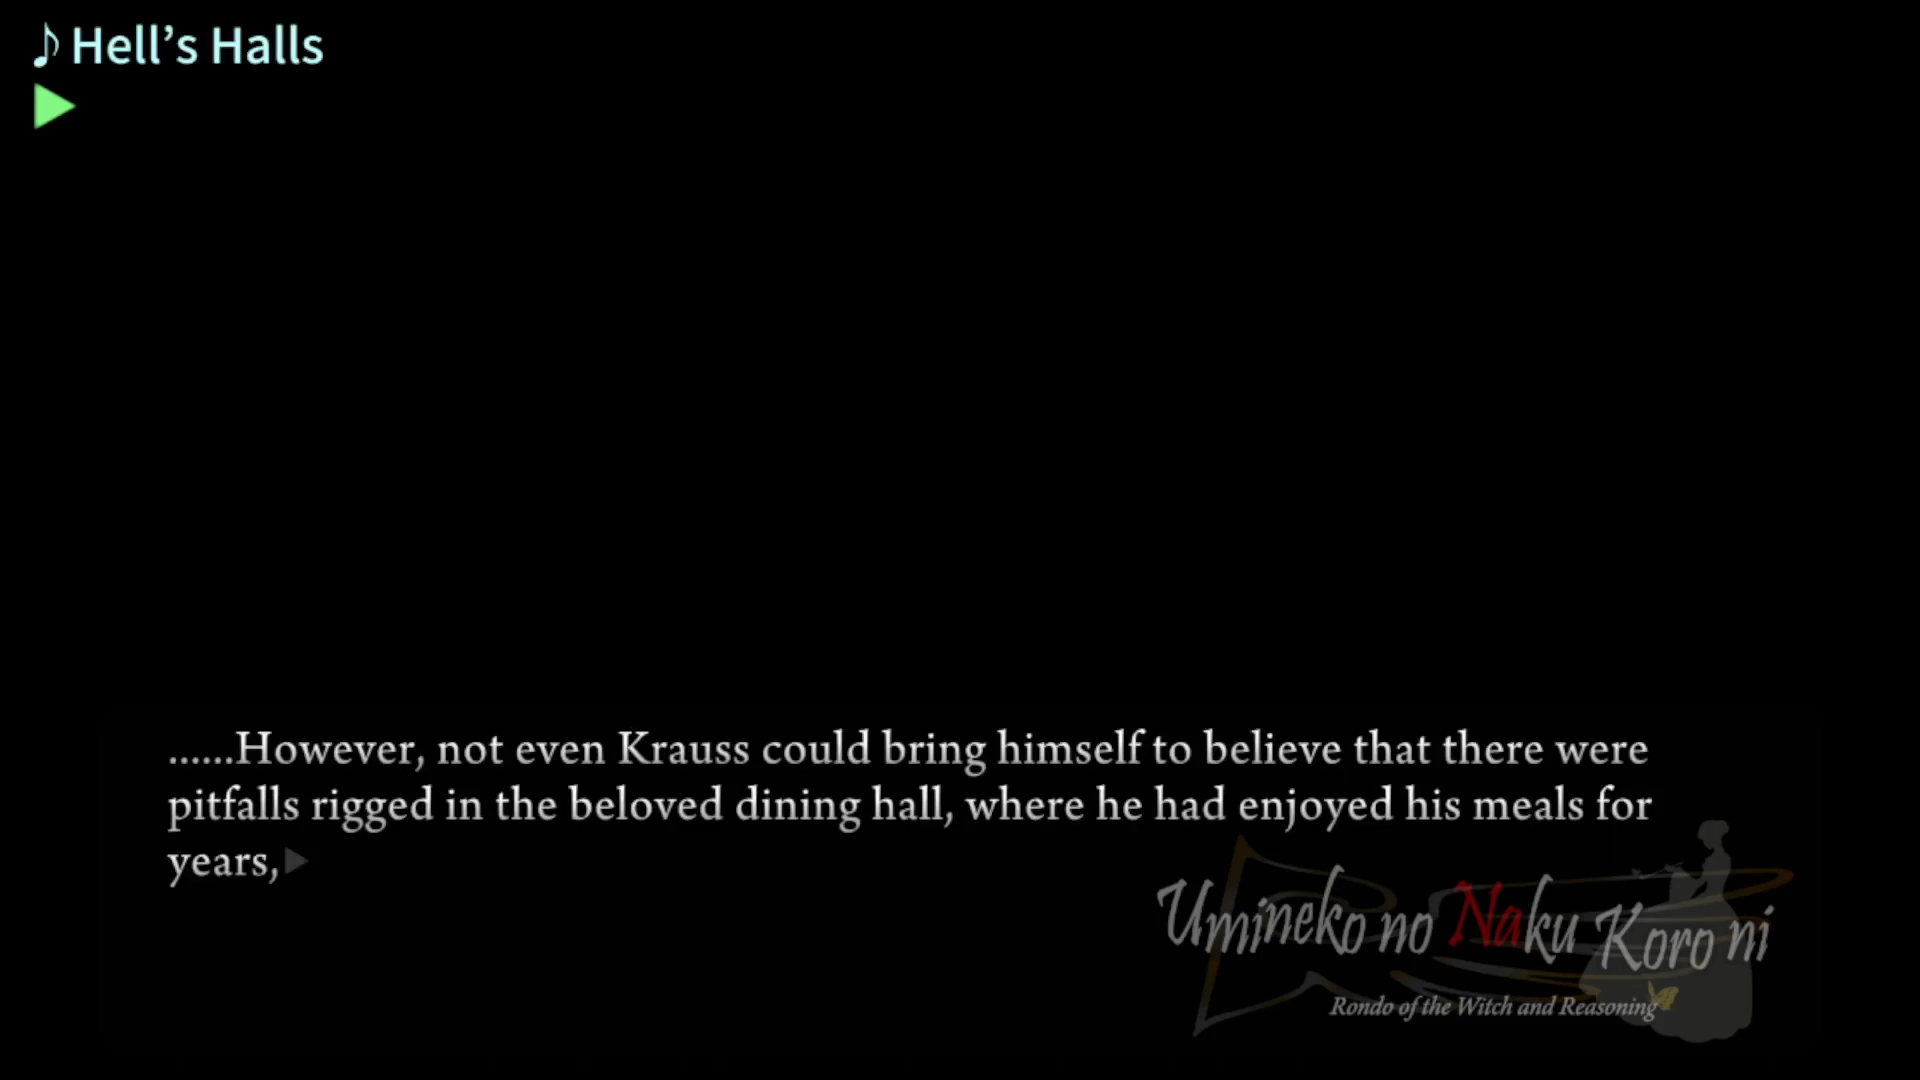 ♪ Hell's Halls
......However, not even Krauss could bring himself to believe that there were
pitfalls rigged in the beloved dining hall, where he had enjoyed his meals for
years,
Umineko no Naku Koro ni
Rondo of the Witch and Reasoning